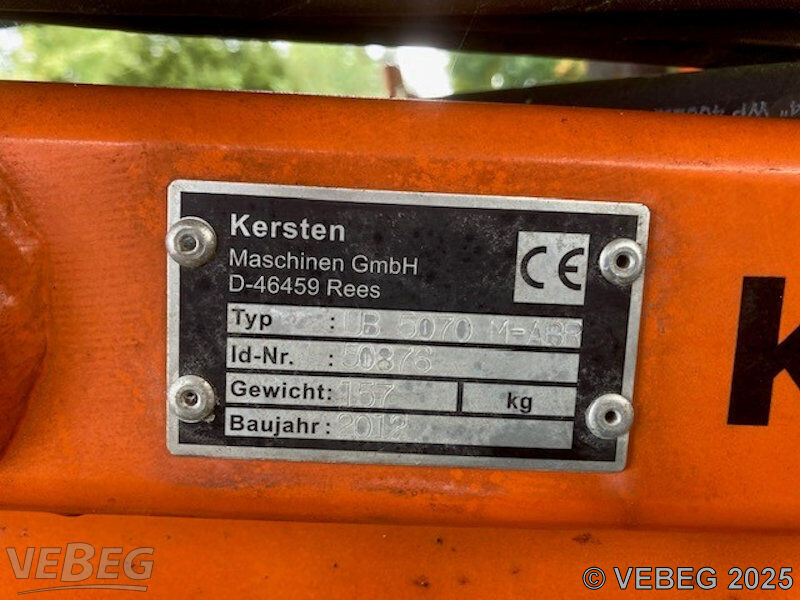 Kersten
Maschinen GmbH
D-46459 Rees
CE
Typ : UB 5070 M-ABR
Id-Nr. : 50876
Gewicht: 157 kg
Baujahr : 2012
K
VEBEG
© VEBEG 2025